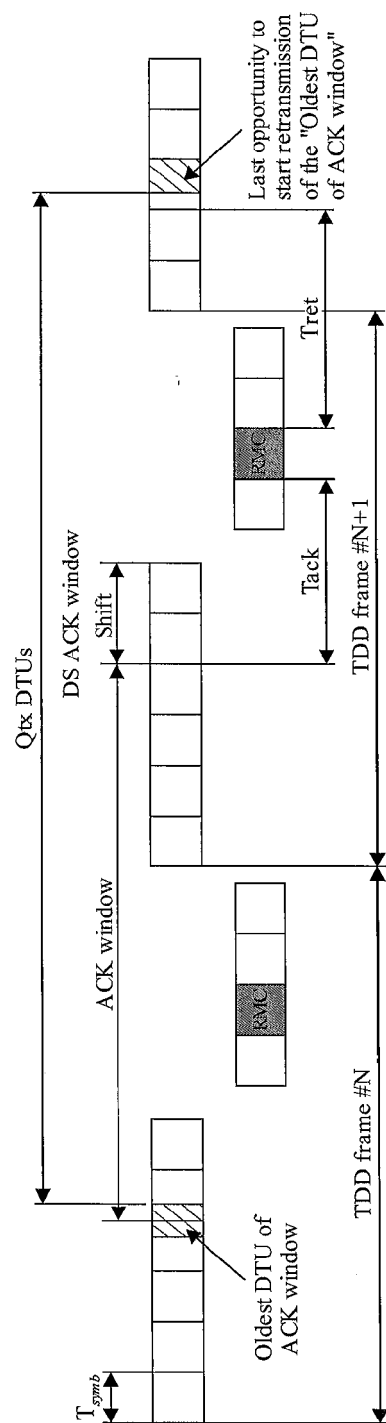 Qtx DTUs
DS ACK window
ACK window
Shift
T_symb
Oldest DTU of
ACK window
RMC
RMC
Tack
Tret
Last opportunity to
start retransmission
of the "Oldest DTU
of ACK window"
TDD frame #N
TDD frame #N+1